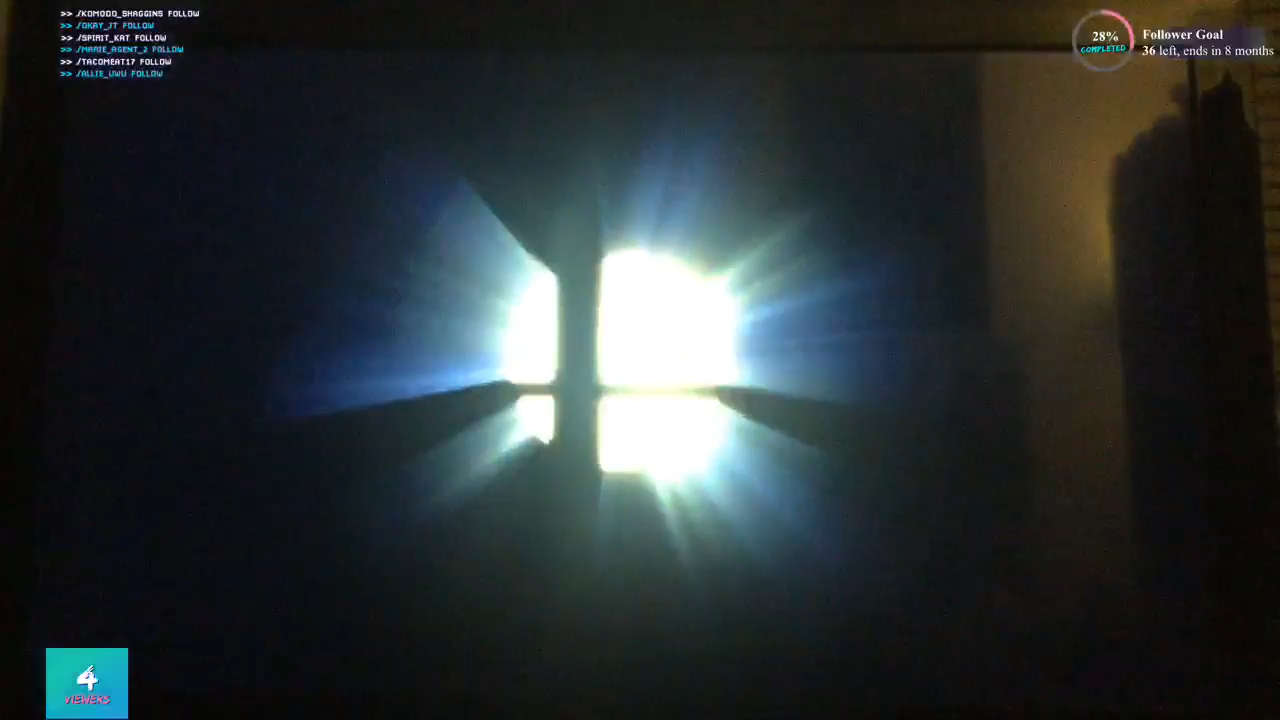 >> /KOMODO_SHAGGINS FOLLOW
>> /OKAY_JT FOLLOW
>> /SPIRIT_KAT FOLLOW
>> /MARIE_AGENT_2 FOLLOW
>> /TACOMEAT17 FOLLOW
>> /ALLIE_UWU FOLLOW
28%
COMPLETED
Follower Goal
36 left, ends in 8 months
4
VIEWERS